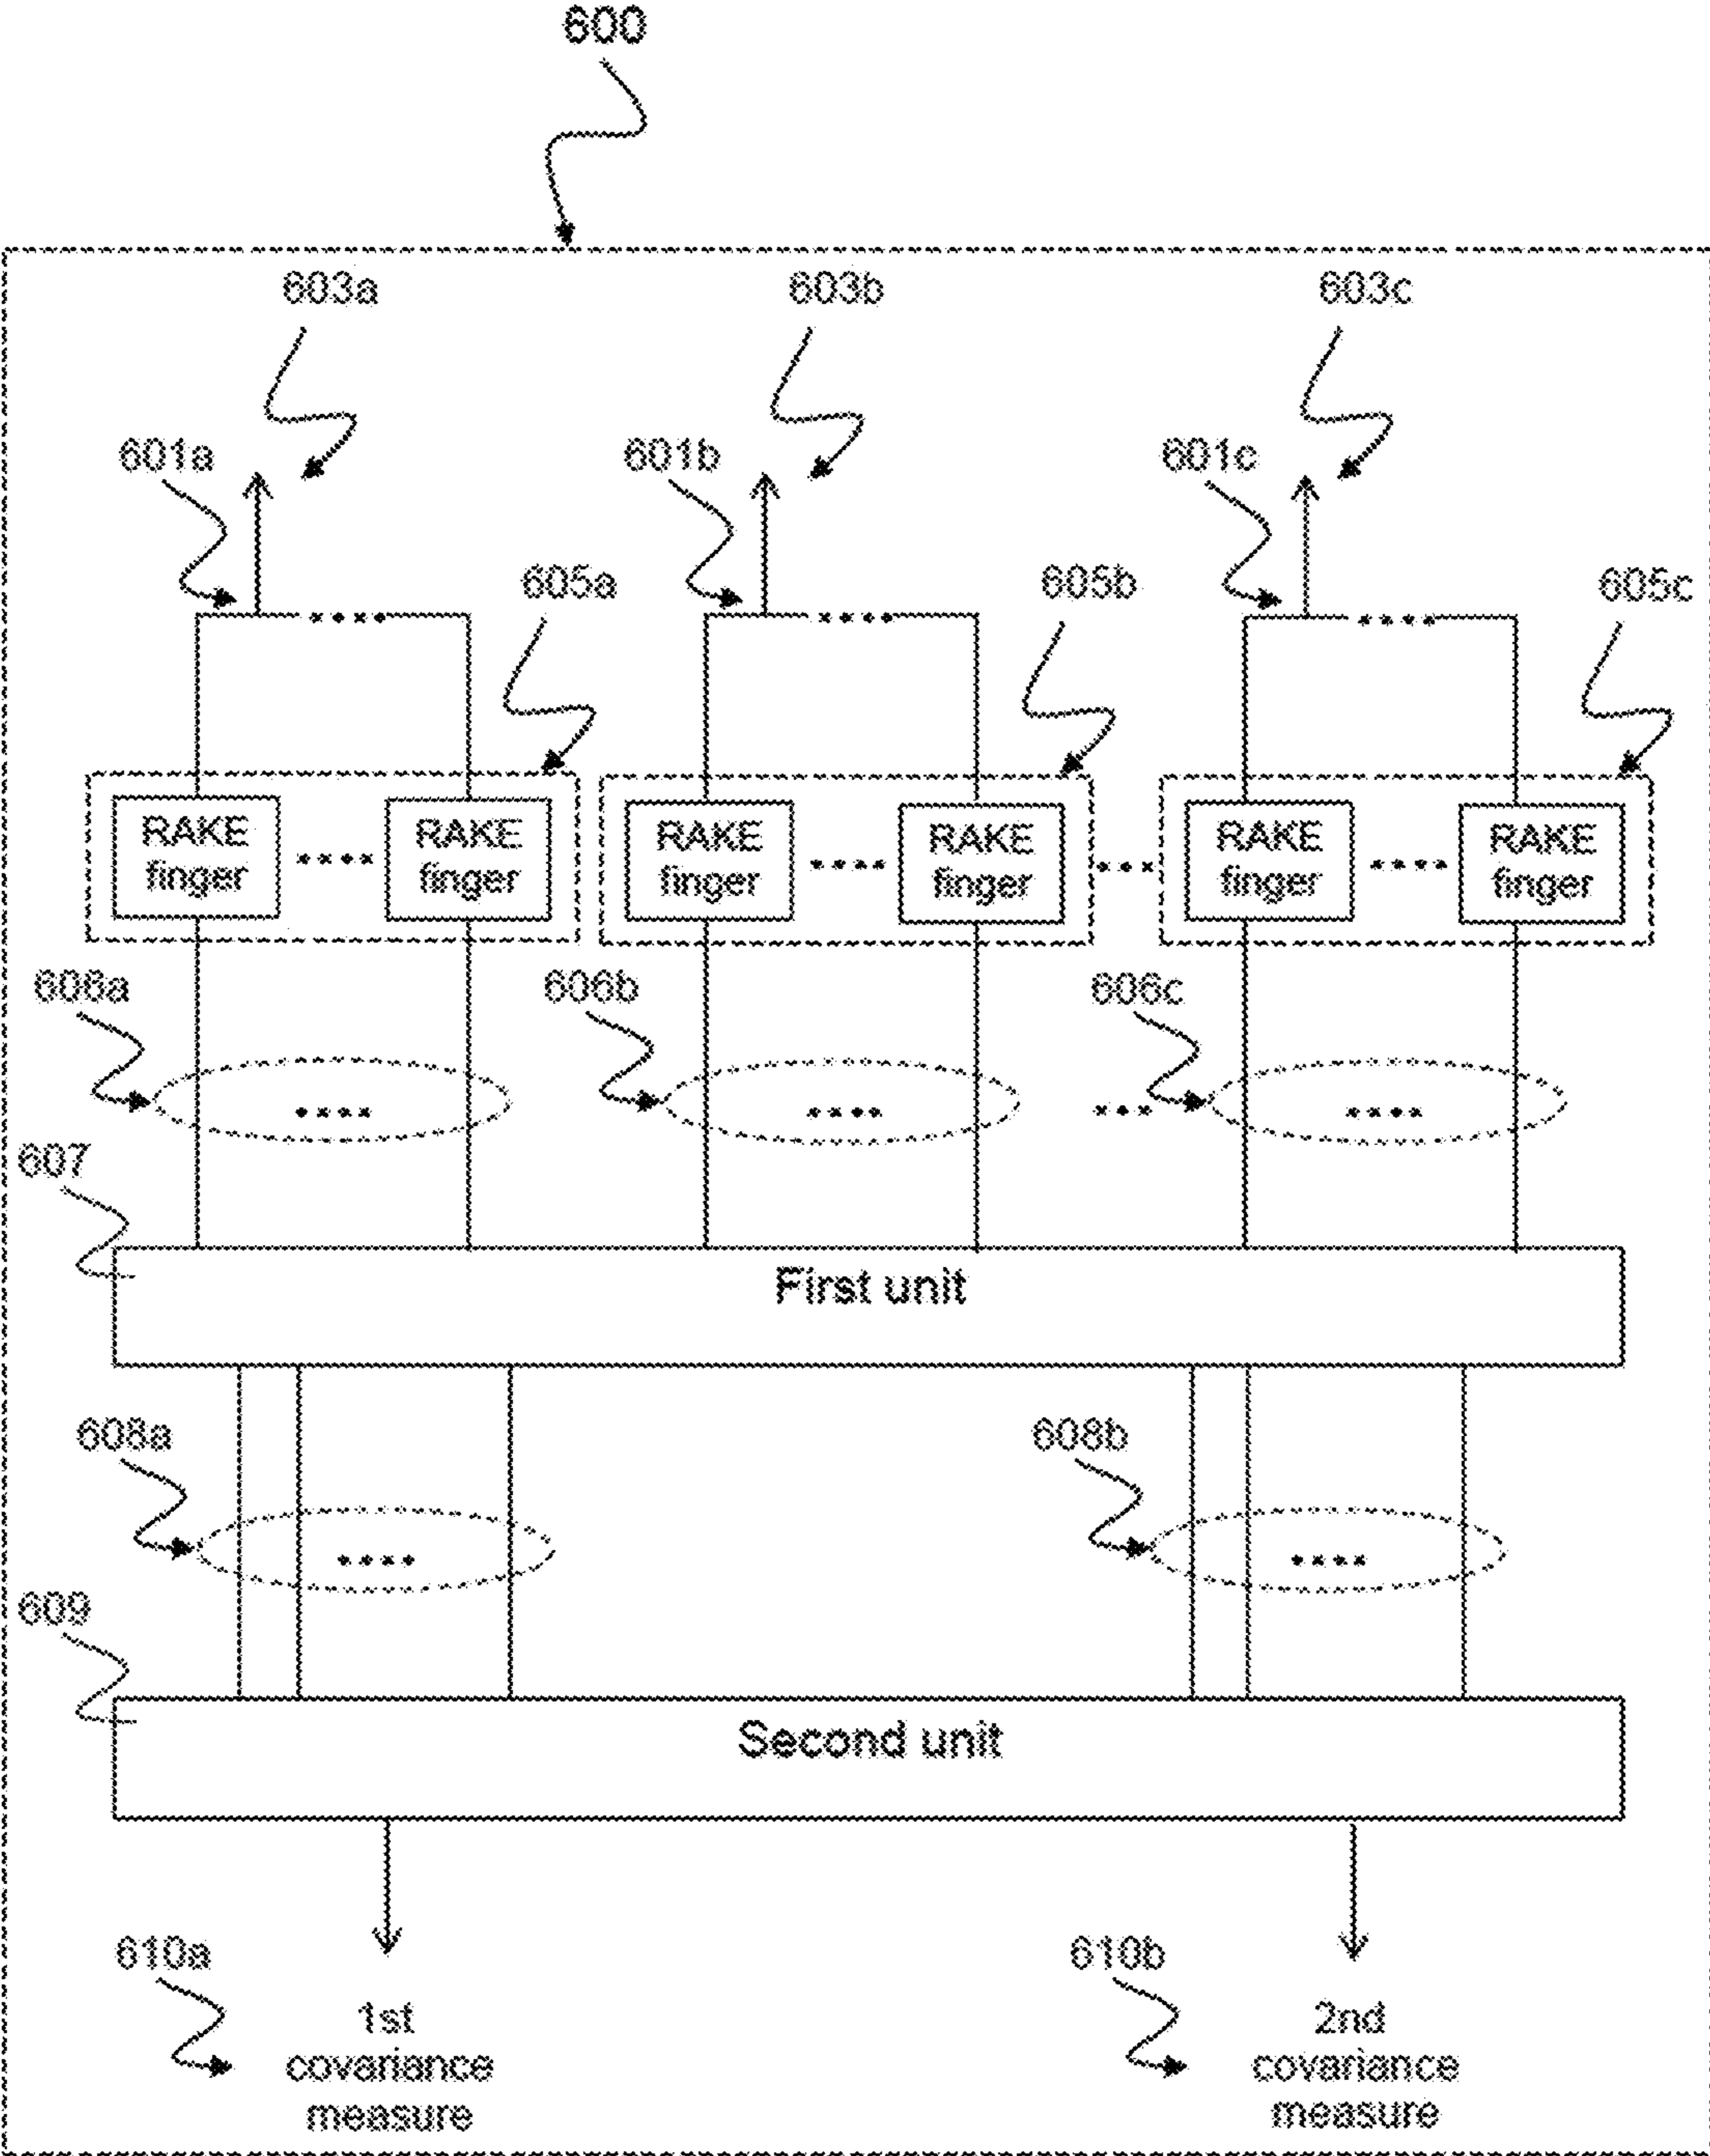 600
603a
603b
603c
601a
601b
601c
605a
605b
605c
RAKE
finger
RAKE
finger
RAKE
finger
RAKE
finger
RAKE
finger
RAKE
finger
606a
606b
606c
607
First unit
608a
608b
609
Second unit
610a
610b
1st
covariance
measure
2nd
covariance
measure